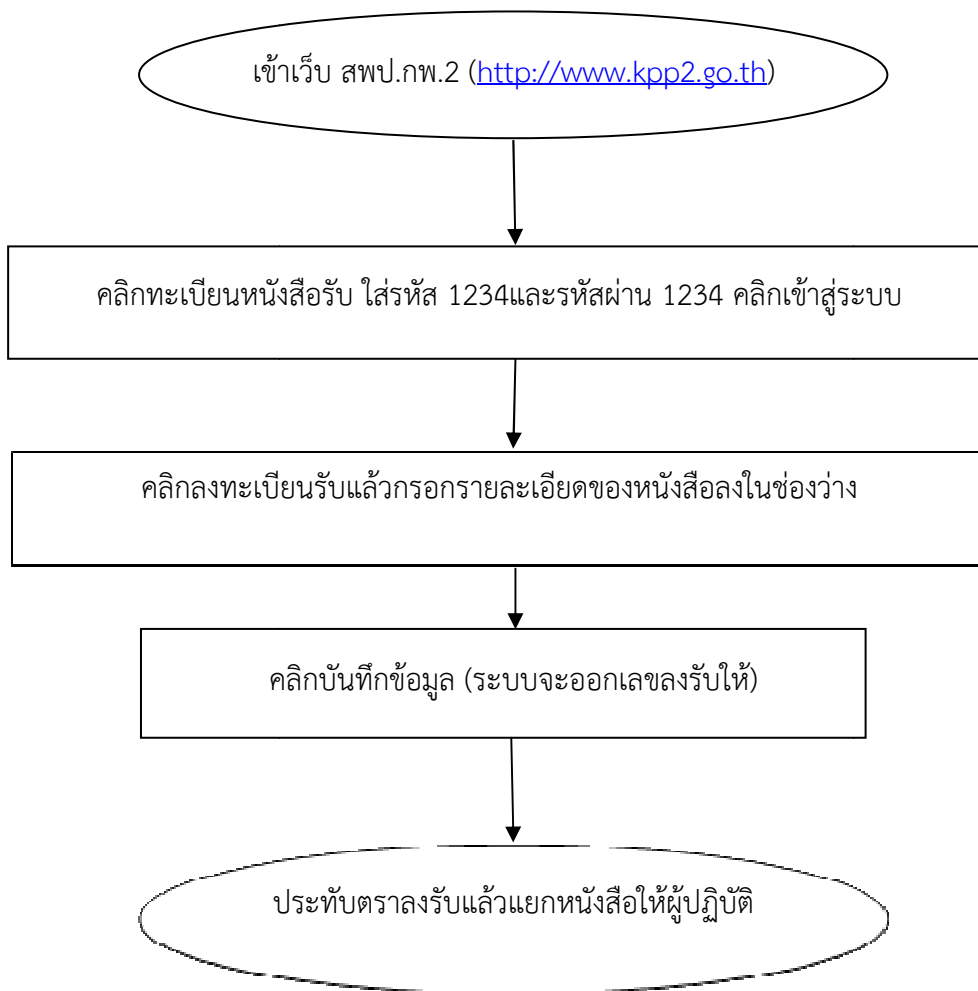 เข้าเว็บ สพป.กพ.2 (http://www.kpp2.go.th)
คลิกทะเบียนหนังสือรับ ใส่รหัส 1234และรหัสผ่าน 1234 คลิกเข้าสู่ระบบ
คลิกลงทะเบียนรับแล้วกรอกรายละเอียดของหนังสือลงในช่องว่าง
คลิกบันทึกข้อมูล (ระบบจะออกเลขลงรับให้)
ประทับตราลงรับแล้วแยกหนังสือให้ผู้ปฏิบัติ